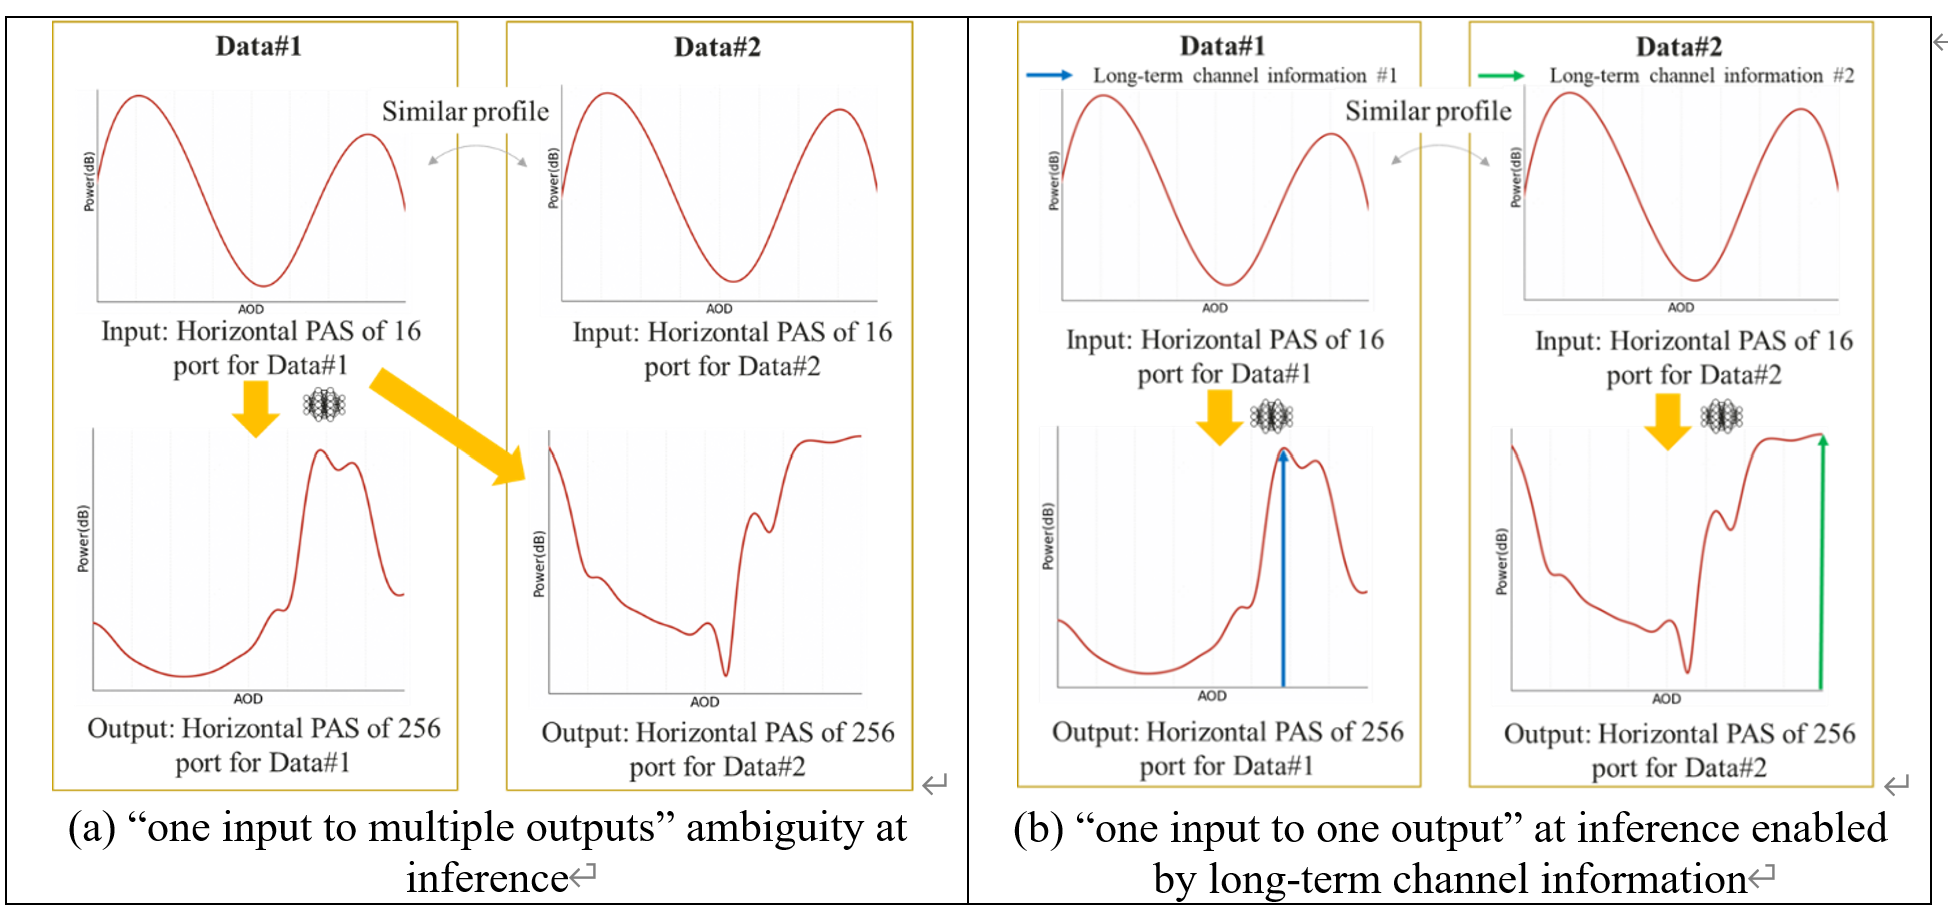 Data#1
Power(dB)
AOD
Input: Horizontal PAS of 16
port for Data#1
Similar profile
Data#2
Power(dB)
AOD
Input: Horizontal PAS of 16
port for Data#2
Power(dB)
AOD
Output: Horizontal PAS of 256
port for Data#1
Power(dB)
AOD
Output: Horizontal PAS of 256
port for Data#2
(a) “one input to multiple outputs” ambiguity at
inference
Data#1
Long-term channel information #1
Power(dB)
AOD
Input: Horizontal PAS of 16
port for Data#1
Similar profile
Data#2
Long-term channel information #2
Power(dB)
AOD
Input: Horizontal PAS of 16
port for Data#2
Power(dB)
AOD
Output: Horizontal PAS of 256
port for Data#1
Power(dB)
AOD
Output: Horizontal PAS of 256
port for Data#2
(b) “one input to one output” at inference enabled
by long-term channel information